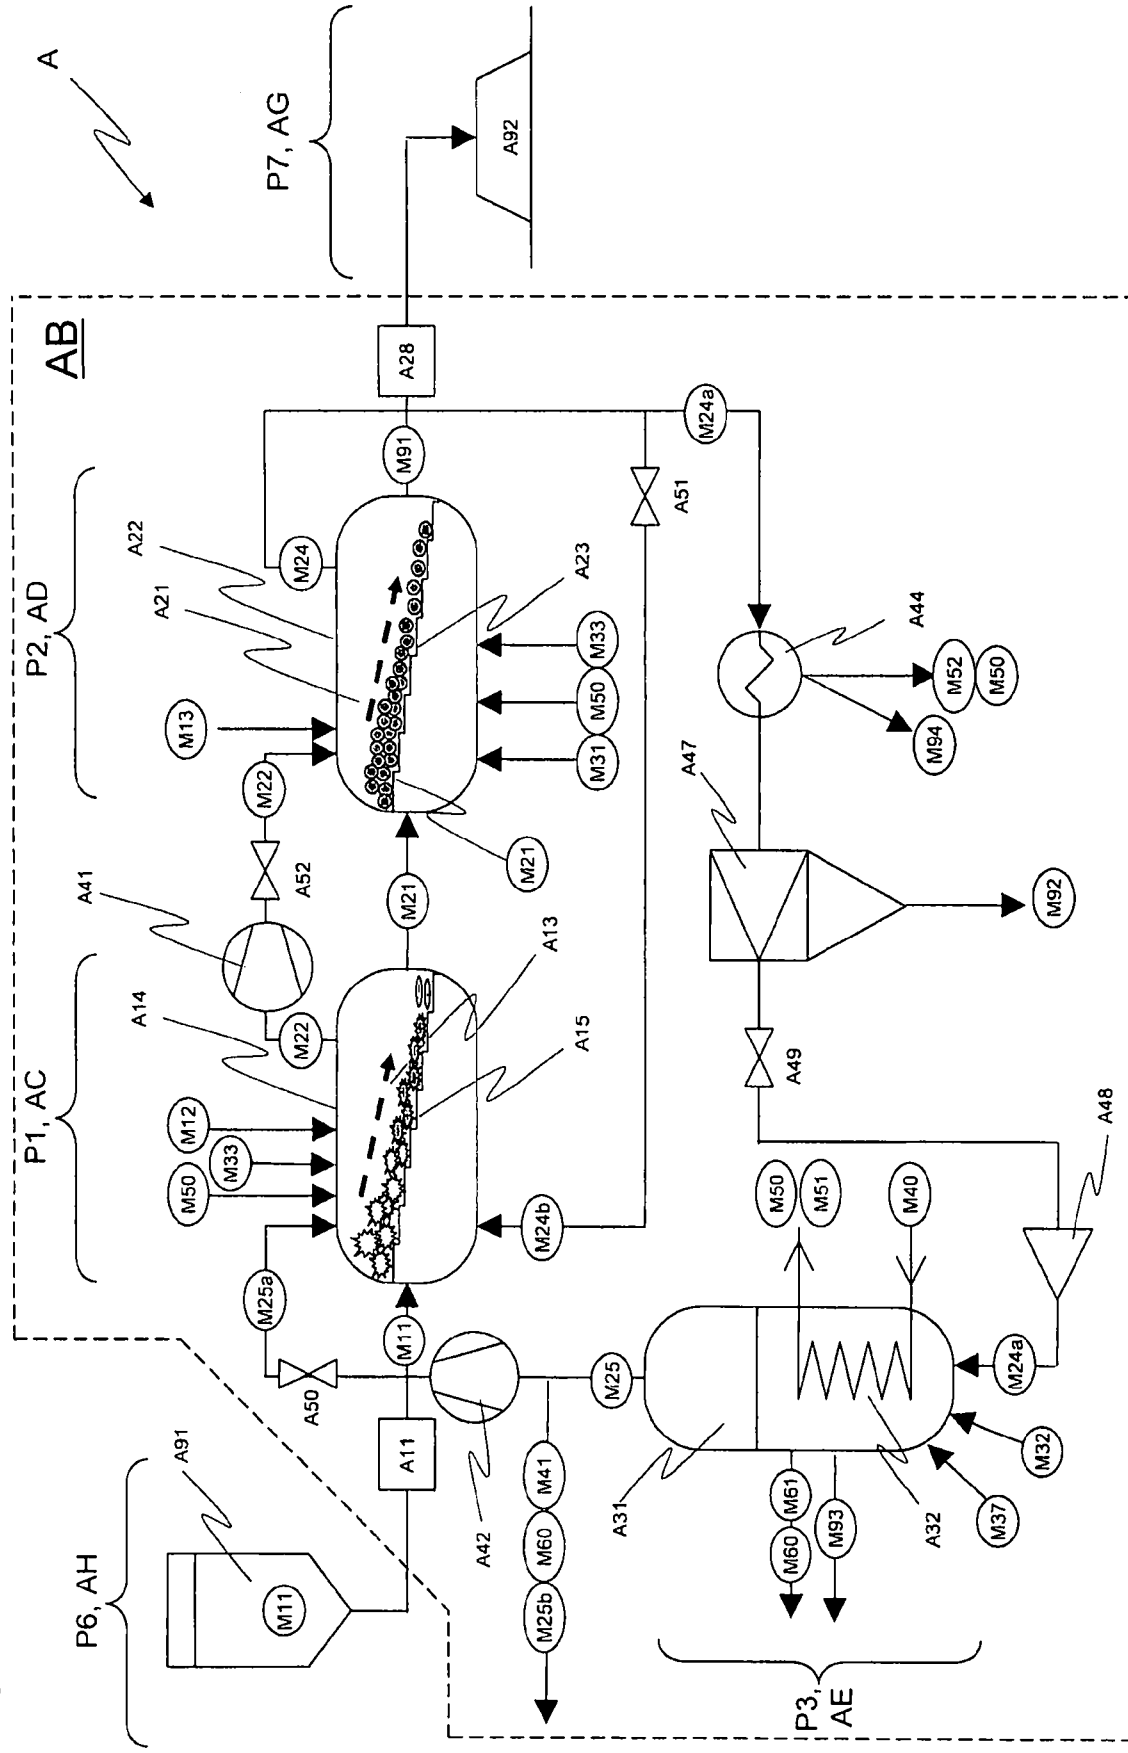 A
P7, AG
A92
AB
A28
M91
M24
M24a
A51
P2, AD
A22
A21
A23
M13
M22
M33
M50
M31
M21
A44
M52
M50
M94
A47
M92
A52
A41
M21
P1, AC
A14
M22
A13
A15
M12
M33
M50
M25a
M24b
A49
A48
M50
M51
M40
M11
A50
A11
A42
M25
M24a
M32
M37
A31
A32
M61
M60
M93
M41
M60
M25b
P6, AH
A91
M11
P3,
AE